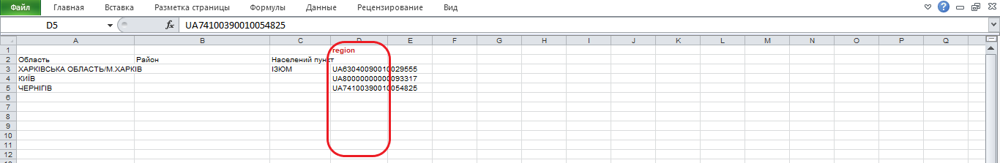 Файл Главная Вставка Разметка страницы Формулы Данные Рецензирование Вид
D5 fx UA74100390010054825
A B C D E F G H I J K L M N O P Q
1 region
2 Область Район Населений пункт
3 ХАРКІВСЬКА ОБЛАСТЬ/М.ХАРКІВ ІЗЮМ UA63040090010029555
4 КИЇВ UA80000000000093317
5 ЧЕРНІГІВ UA74100390010054825
6
7
8
9
10
11
12